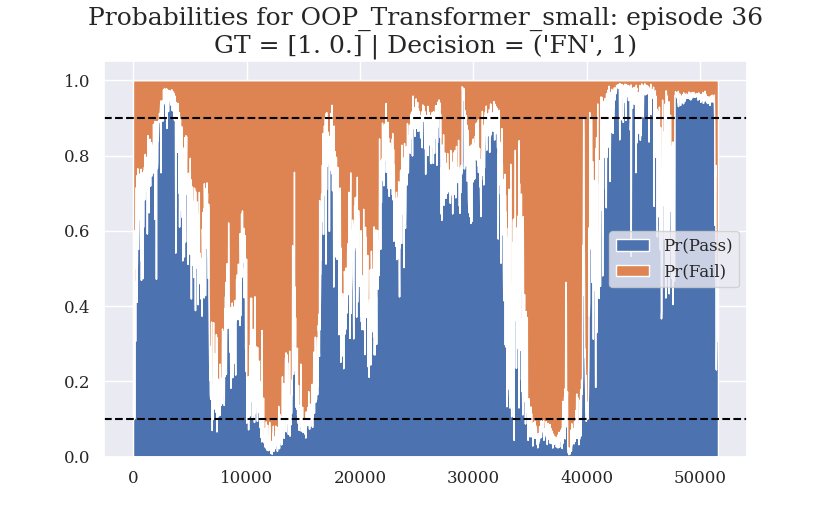 Probabilities for OOP_Transformer_small: episode 36
GT = [1. 0.] | Decision = ('FN', 1)
1.0
0.8
0.6
0.4
0.2
0.0
Pr(Pass)
Pr(Fail)
0 10000 20000 30000 40000 50000